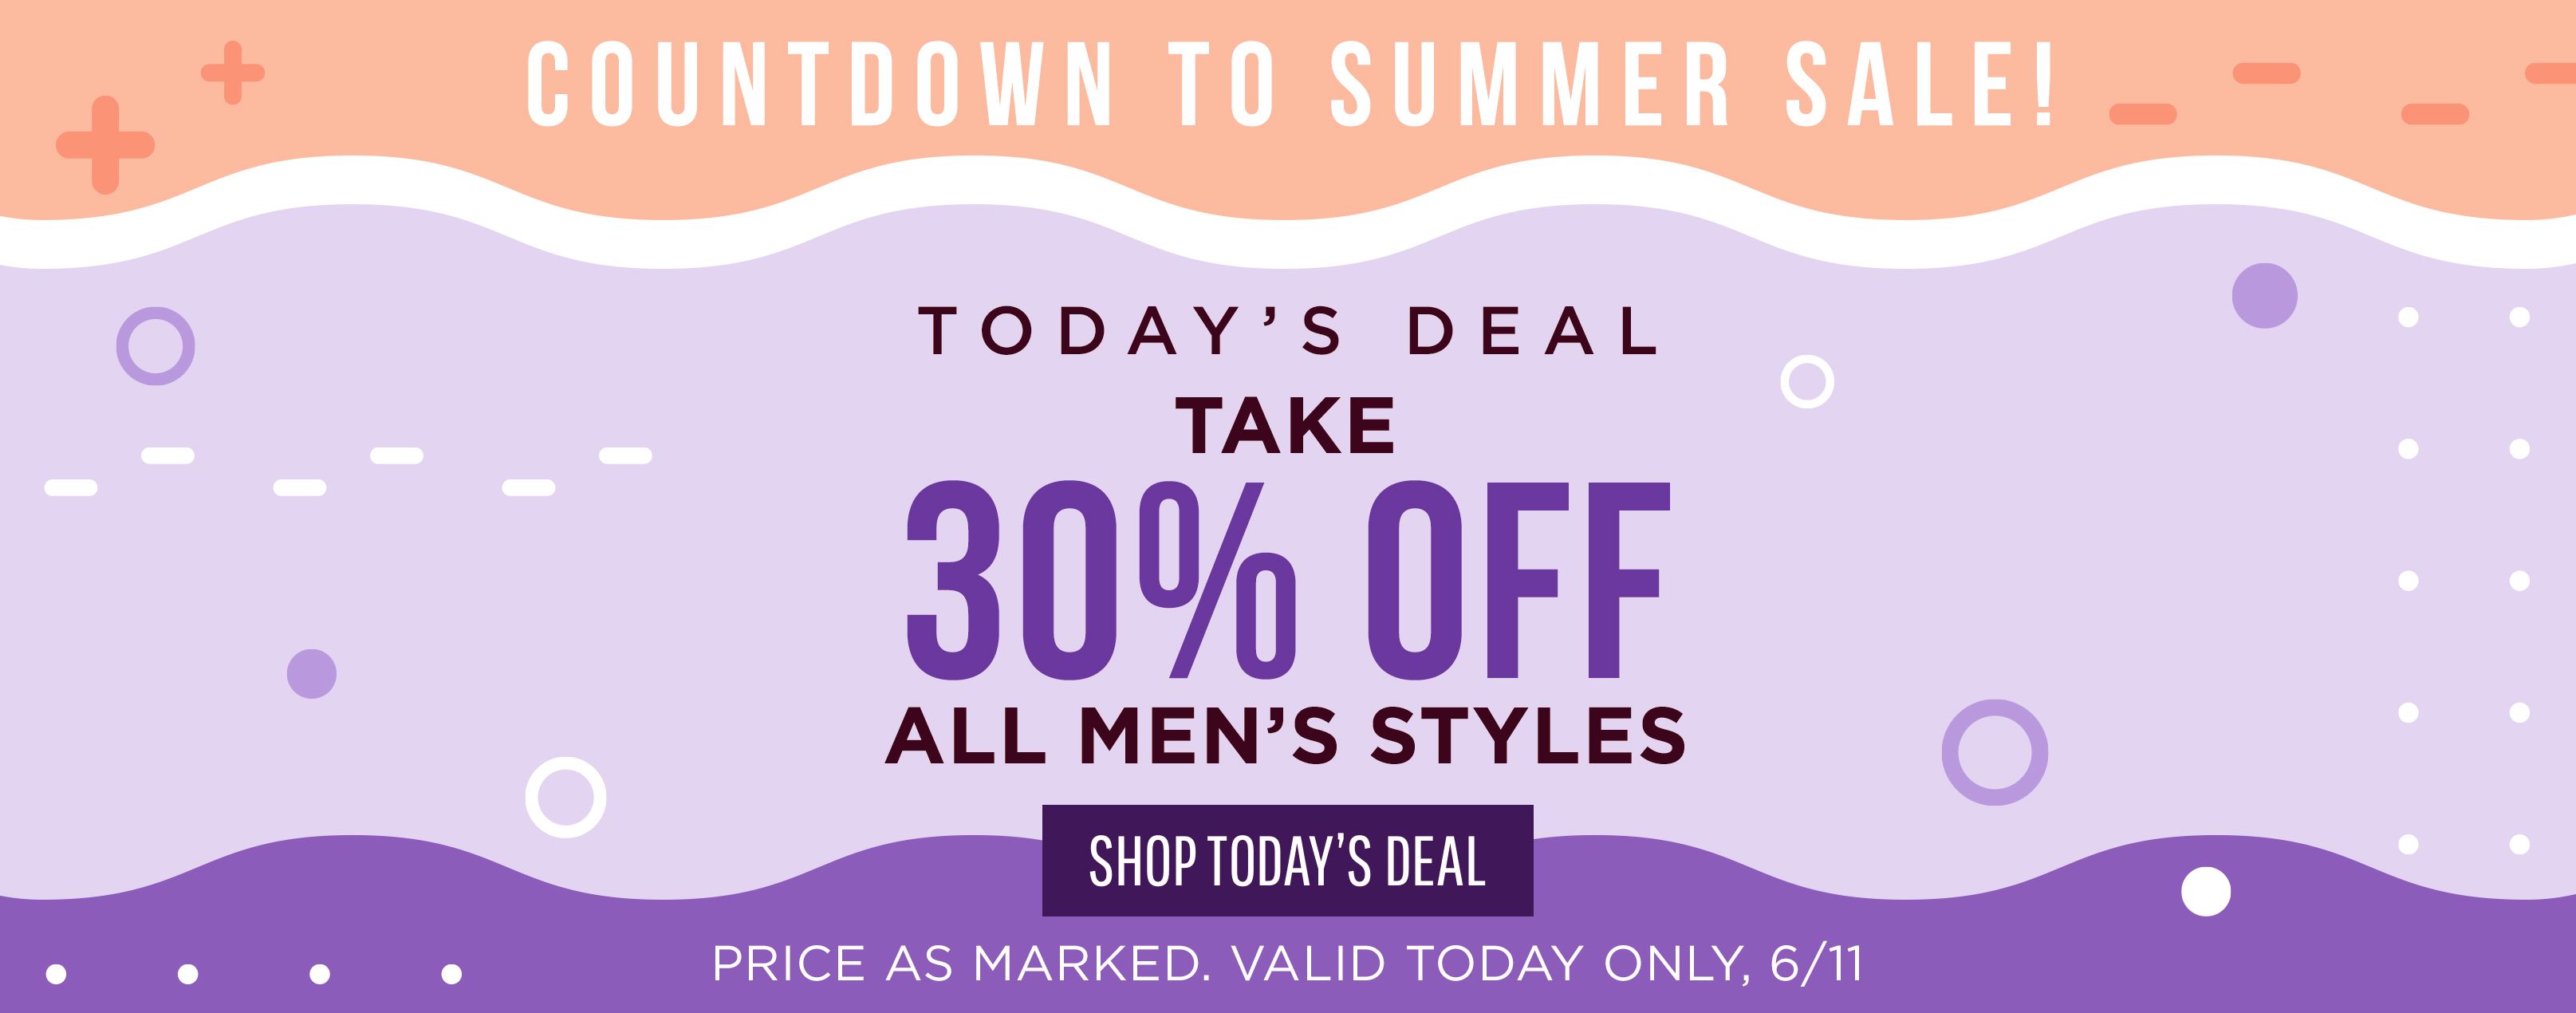 COUNTDOWN TO SUMMER SALE!
TODAY’S DEAL
TAKE
30% OFF
ALL MEN’S STYLES
SHOP TODAY’S DEAL
PRICE AS MARKED. VALID TODAY ONLY, 6/11